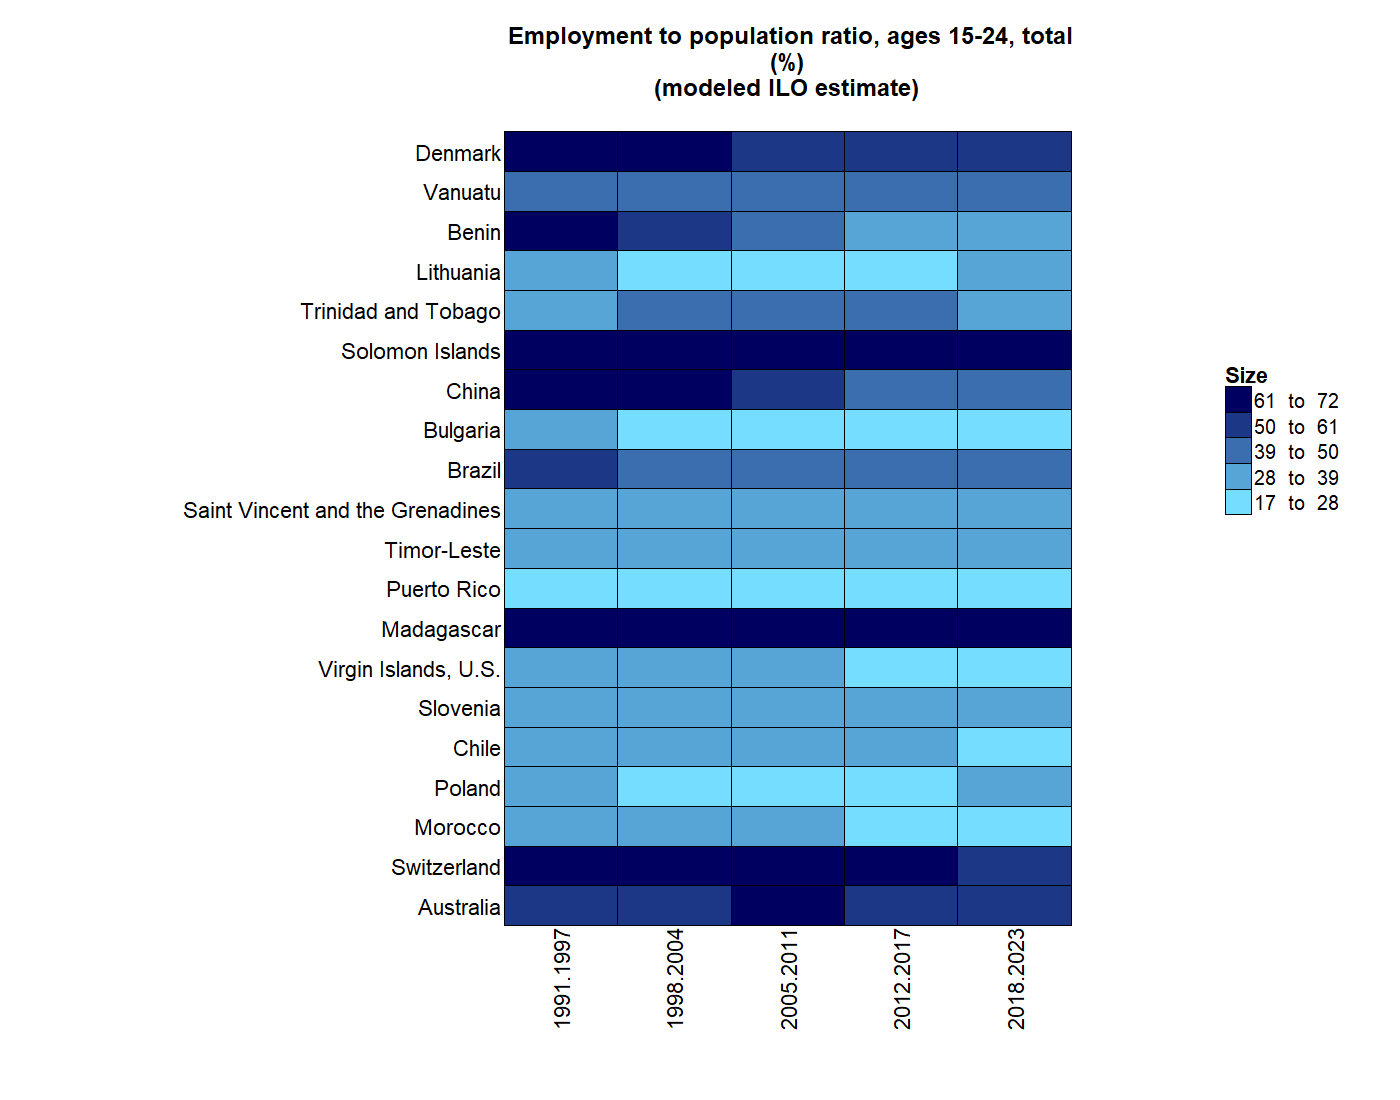 Employment to population ratio, ages 15-24, total
(%)
(modeled ILO estimate)
Denmark
Vanuatu
Benin
Lithuania
Trinidad and Tobago
Solomon Islands
China
Bulgaria
Brazil
Saint Vincent and the Grenadines
Timor-Leste
Puerto Rico
Madagascar
Virgin Islands, U.S.
Slovenia
Chile
Poland
Morocco
Switzerland
Australia
1991.1997
1998.2004
2005.2011
2012.2017
2018.2023
Size
61 to 72
50 to 61
39 to 50
28 to 39
17 to 28